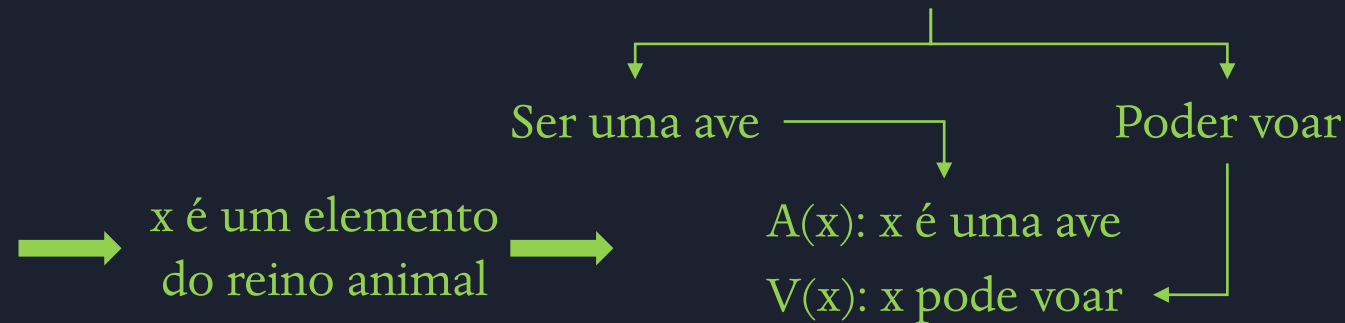 Ser uma ave
Poder voar
x é um elemento
do reino animal
A(x): x é uma ave
V(x): x pode voar